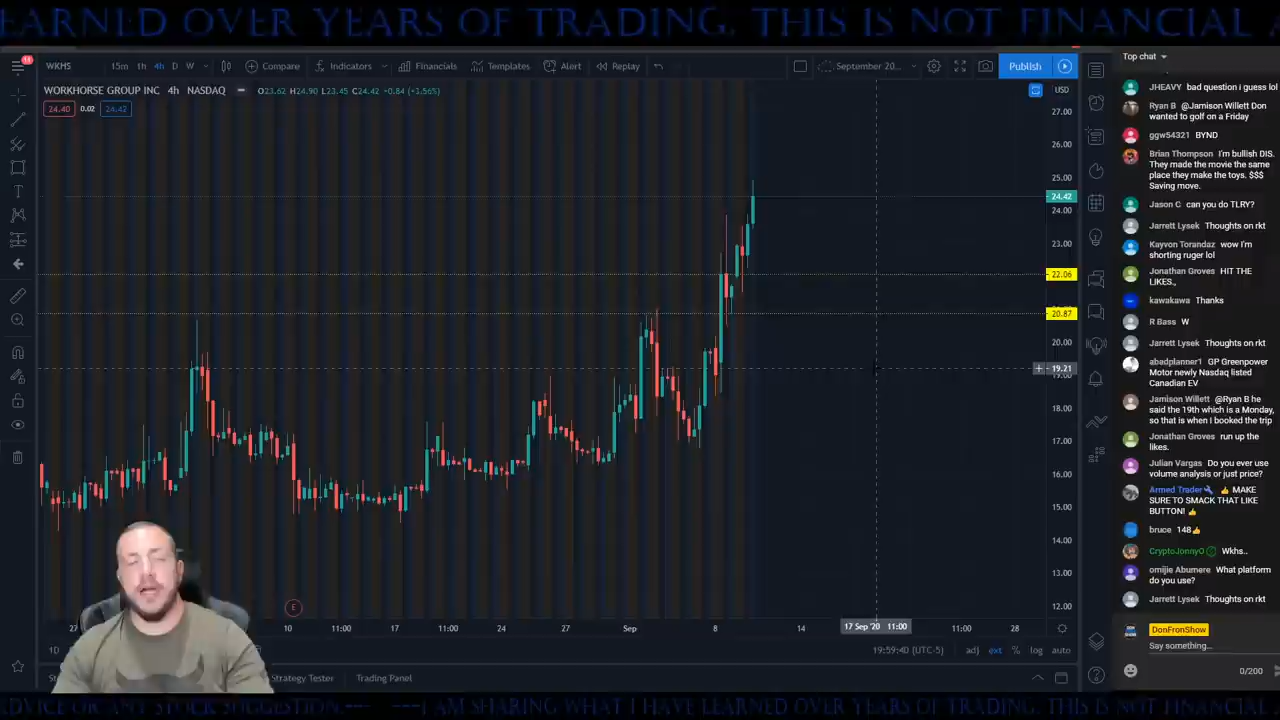 EARNED OVER YEARS OF TRADING. THIS IS NOT FINANCIAL A
WKHS 15m 1h 4h D W Compare Indicators Financials Templates Alert Replay September 20... Publish
Top chat
WORKHORSE GROUP INC 4h NASDAQ O23.62 H24.90 L23.45 C24.42 +0.84 (+3.56%) USD
24.40 0.02 24.42
27.00
26.00
25.00
24.42
24.00
23.00
22.06
20.87
20.00
19.21
18.00
17.00
16.00
15.00
14.00
13.00
12.00
E
27 10 11:00 17 11:00 24 27 Sep 8 14 17 Sep '20 11:00 11:00 28
1D 19:59:40 (UTC-5) adj ext % log auto
Strategy Tester Trading Panel
JHEAVY bad question i guess lol
Ryan B @Jamison Willett Don
wanted to golf on a Friday
ggw54321 BYND
Brian Thompson I'm bullish DIS.
They made the movie the same
place they make the toys. $$$
Saving move.
Jason C can you do TLRY?
Jarrett Lysek Thoughts on rkt
Kayvon Torandaz wow I'm
shorting ruger lol
Jonathan Groves HIT THE
LIKES.,
kawakawa Thanks
R Bass W
Jarrett Lysek Thoughts on rkt
abadplanner1 GP Greenpower
Motor newly Nasdaq listed
Canadian EV
Jamison Willett @Ryan B he
said the 19th which is a Monday,
so that is when I booked the trip
Jonathan Groves run up the
likes.
Julian Vargas Do you ever use
volume analysis or just price?
Armed Trader 👍 MAKE
SURE TO SMACK THAT LIKE
BUTTON! 👍
bruce 148👍
CryptoJonnyO Wkhs..
omijie Abumere What platform
do you use?
Jarrett Lysek Thoughts on rkt
DonFronShow
Say something...
0/200
ADVICE OR ANY STOCK SUGGESTION --- ---I AM SHARING WHAT I HAVE LEARNED OVER YEARS OF TRADING. THIS IS NOT